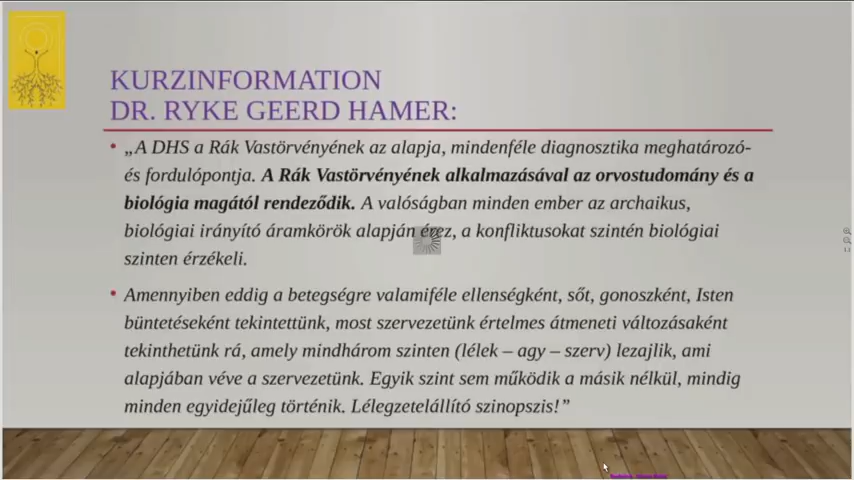 KURZINFORMATION
DR. RYKE GEERD HAMER:
• „A DHS a Rák Vastörvényének az alapja, mindenféle diagnosztika meghatározó-
és fordulópontja. A Rák Vastörvényének alkalmazásával az orvostudomány és a
biológia magától rendeződik. A valóságban minden ember az archaikus,
biológiai irányító áramkörök alapján érez, a konfliktusokat szintén biológiai
szinten érzékeli.
• Amennyiben eddig a betegségre valamiféle ellenségként, sőt, gonoszként, Isten
büntetéseként tekintettünk, most szervezetünk értelmes átmeneti változásaként
tekinthetünk rá, amely mindhárom szinten (lélek – agy – szerv) lezajlik, ami
alapjában véve a szervezetünk. Egyik szint sem működik a másik nélkül, mindig
minden egyidejűleg történik. Lélegzetelállító szinopszis!”